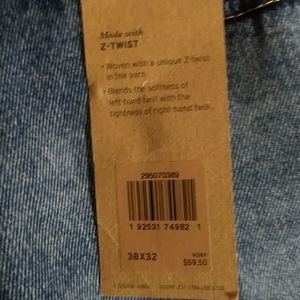 Made with
Z-TWIST
• Woven with a unique Z-twist
in the yarn.
• Blends the softness of
left-hand twill with the
tightness of right-hand twill.
295070389
1 92531 74982 1
38X32
MSRP
$59.50